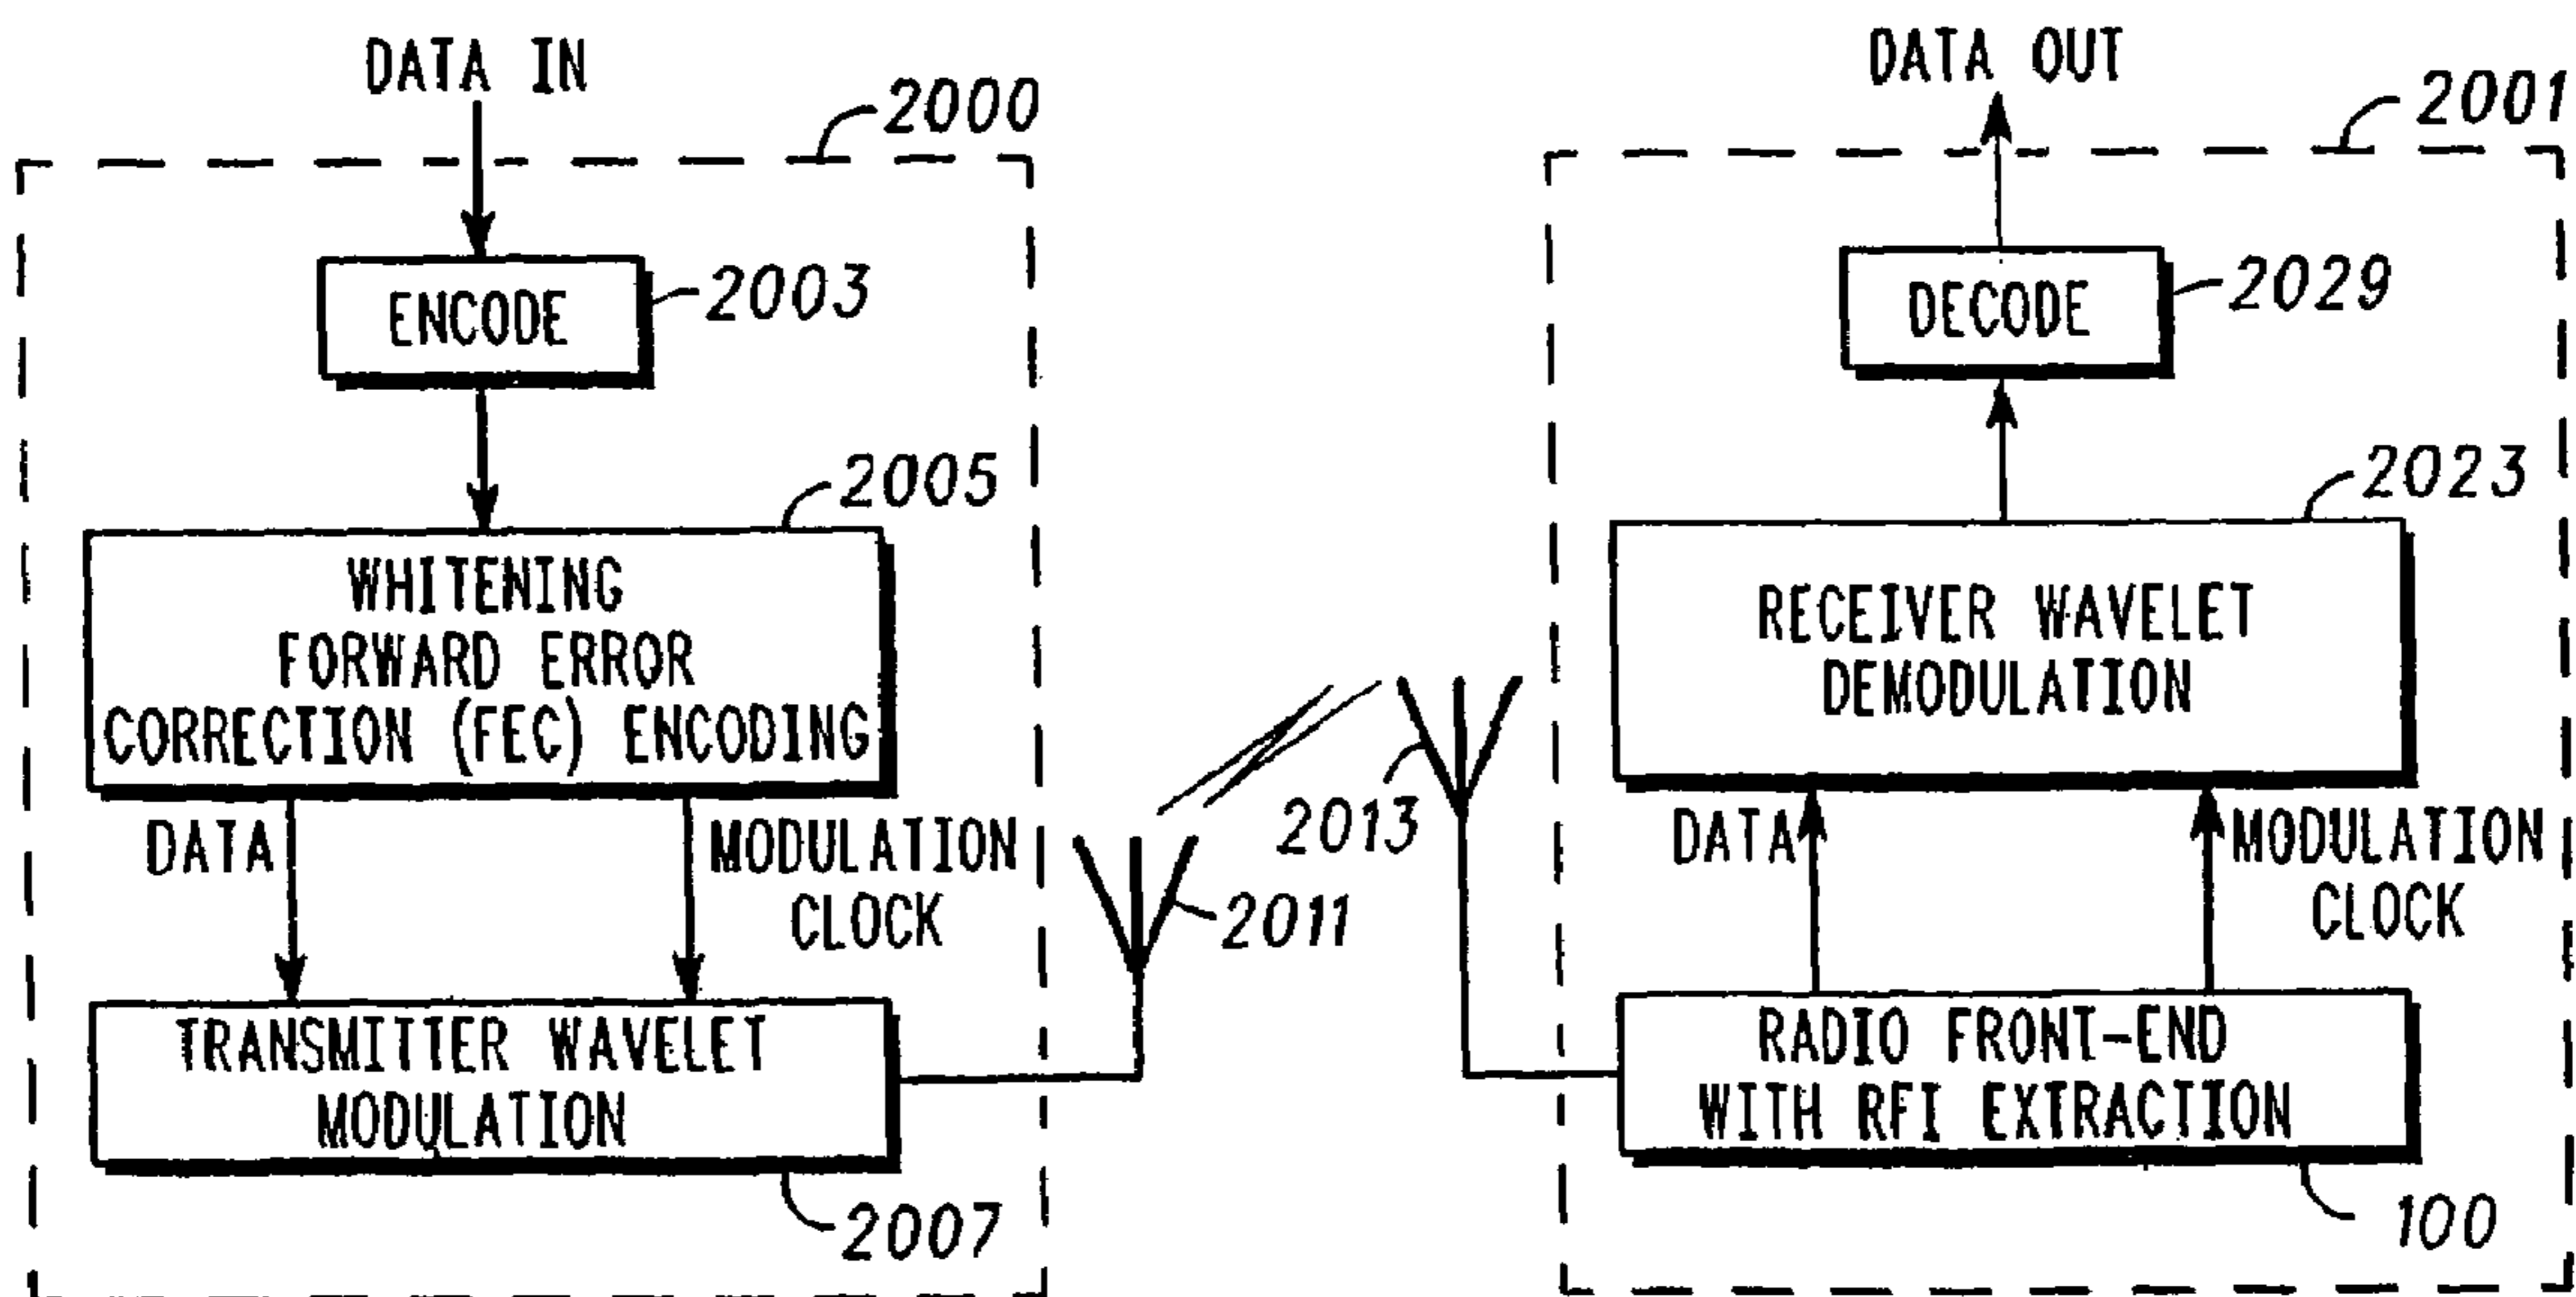 DATA IN
2000
ENCODE
2003
2005
WHITENING
FORWARD ERROR
CORRECTION (FEC) ENCODING
DATA
MODULATION
CLOCK
TRANSMITTER WAVELET
MODULATION
2007
2011
2013
DATA OUT
2001
DECODE
2029
2023
RECEIVER WAVELET
DEMODULATION
DATA
MODULATION
CLOCK
RADIO FRONT-END
WITH RFI EXTRACTION
100